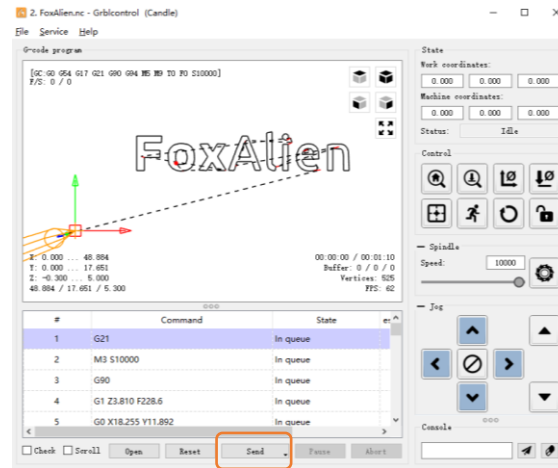 2. FoxAlien.nc - Grblcontrol (Candle)
File Service Help
G-code program
[GC:G0 G54 G17 G21 G90 G94 M5 M9 T0 F0 S10000]
F/S: 0 / 0
FoxAlien
X: 0.000 ... 48.884
Y: 0.000 ... 17.651
Z: -0.300 ... 5.000
48.884 / 17.651 / 5.300
00:00:00 / 00:01:10
Buffer: 0 / 0 / 0
Vertices: 525
FPS: 62
# Command State
1 G21 In queue
2 M3 S10000 In queue
3 G90 In queue
4 G1 Z3.810 F228.6 In queue
5 G0 X18.255 Y11.892 In queue
Check Scroll Open Reset Send Pause Abort
State
Work coordinates:
0.000 0.000 0.000
Machine coordinates:
0.000 0.000 0.000
Status: Idle
Control
Spindle
Speed: 10000
Jog
Console